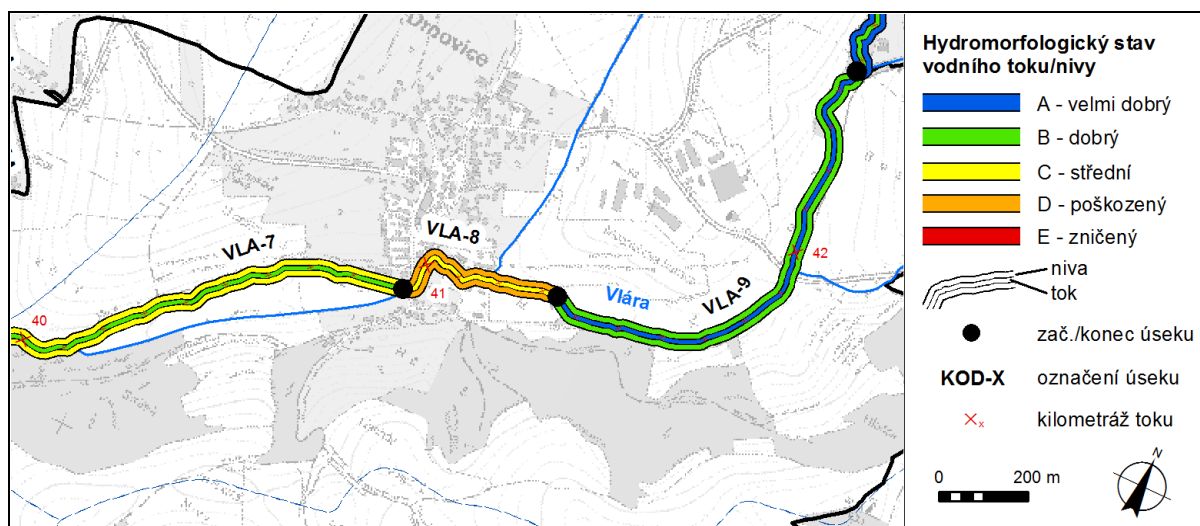 Drnovice
VLA-7
VLA-8
VLA-9
Vlára
40
41
42
Hydromorfologický stav
vodního toku/nivy
A - velmi dobrý
B - dobrý
C - střední
D - poškozený
E - zničený
niva
tok
zač./konec úseku
KOD-X označení úseku
x kilometráž toku
N
0 200 m